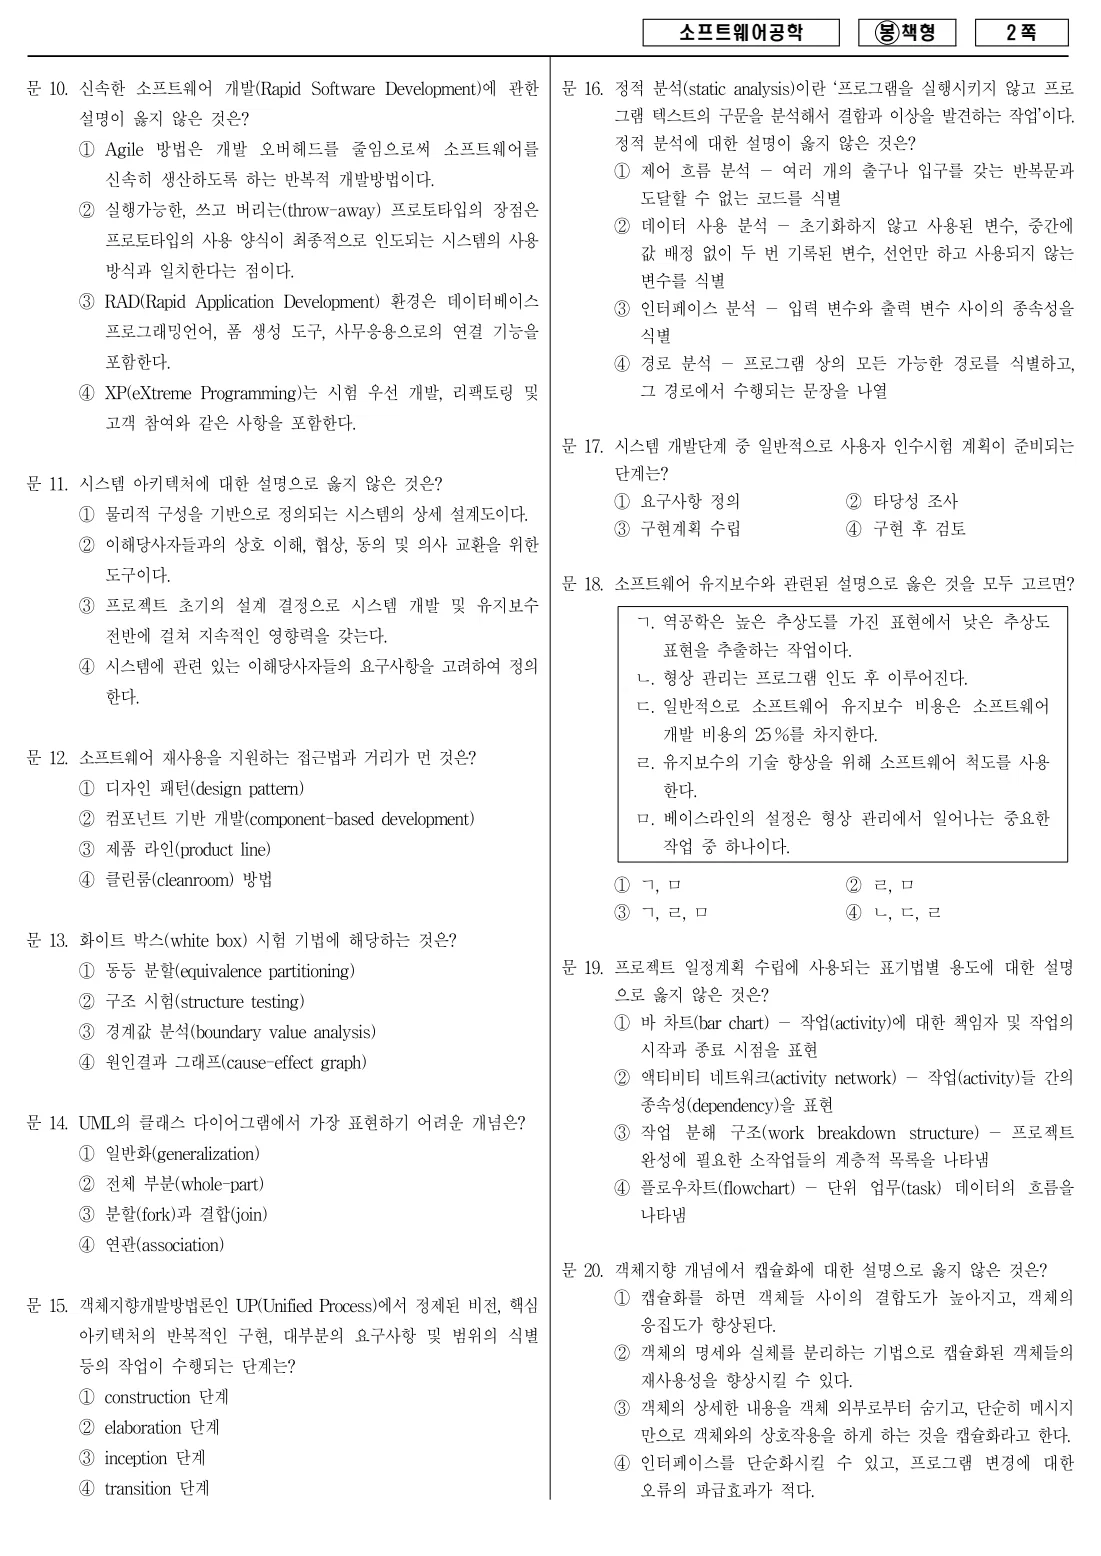 소프트웨어공학
봉책형
2쪽
문 10. 신속한 소프트웨어 개발(Rapid Software Development)에 관한
설명이 옳지 않은 것은?
① Agile 방법은 개발 오버헤드를 줄임으로써 소프트웨어를
신속히 생산하도록 하는 반복적 개발방법이다.
② 실행가능한, 쓰고 버리는(throw-away) 프로토타입의 장점은
프로토타입의 사용 양식이 최종적으로 인도되는 시스템의 사용
방식과 일치한다는 점이다.
③ RAD(Rapid Application Development) 환경은 데이터베이스
프로그래밍언어, 폼 생성 도구, 사무응용으로의 연결 기능을
포함한다.
④ XP(eXtreme Programming)는 시험 우선 개발, 리팩토링 및
고객 참여와 같은 사항을 포함한다.
문 11. 시스템 아키텍처에 대한 설명으로 옳지 않은 것은?
① 물리적 구성을 기반으로 정의되는 시스템의 상세 설계도이다.
② 이해당사자들과의 상호 이해, 협상, 동의 및 의사 교환을 위한
도구이다.
③ 프로젝트 초기의 설계 결정으로 시스템 개발 및 유지보수
전반에 걸쳐 지속적인 영향력을 갖는다.
④ 시스템에 관련 있는 이해당사자들의 요구사항을 고려하여 정의
한다.
문 12. 소프트웨어 재사용을 지원하는 접근법과 거리가 먼 것은?
① 디자인 패턴(design pattern)
② 컴포넌트 기반 개발(component-based development)
③ 제품 라인(product line)
④ 클린룸(cleanroom) 방법
문 13. 화이트 박스(white box) 시험 기법에 해당하는 것은?
① 동등 분할(equivalence partitioning)
② 구조 시험(structure testing)
③ 경계값 분석(boundary value analysis)
④ 원인결과 그래프(cause-effect graph)
문 14. UML의 클래스 다이어그램에서 가장 표현하기 어려운 개념은?
① 일반화(generalization)
② 전체 부분(whole-part)
③ 분할(fork)과 결합(join)
④ 연관(association)
문 15. 객체지향개발방법론인 UP(Unified Process)에서 정제된 비전, 핵심
아키텍처의 반복적인 구현, 대부분의 요구사항 및 범위의 식별
등의 작업이 수행되는 단계는?
① construction 단계
② elaboration 단계
③ inception 단계
④ transition 단계
문 16. 정적 분석(static analysis)이란 ‘프로그램을 실행시키지 않고 프로
그램 텍스트의 구문을 분석해서 결함과 이상을 발견하는 작업’이다.
정적 분석에 대한 설명이 옳지 않은 것은?
① 제어 흐름 분석 － 여러 개의 출구나 입구를 갖는 반복문과
도달할 수 없는 코드를 식별
② 데이터 사용 분석 － 초기화하지 않고 사용된 변수, 중간에
값 배정 없이 두 번 기록된 변수, 선언만 하고 사용되지 않는
변수를 식별
③ 인터페이스 분석 － 입력 변수와 출력 변수 사이의 종속성을
식별
④ 경로 분석 － 프로그램 상의 모든 가능한 경로를 식별하고,
그 경로에서 수행되는 문장을 나열
문 17. 시스템 개발단계 중 일반적으로 사용자 인수시험 계획이 준비되는
단계는?
① 요구사항 정의 ② 타당성 조사
③ 구현계획 수립 ④ 구현 후 검토
문 18. 소프트웨어 유지보수와 관련된 설명으로 옳은 것을 모두 고르면?
ㄱ. 역공학은 높은 추상도를 가진 표현에서 낮은 추상도
표현을 추출하는 작업이다.
ㄴ. 형상 관리는 프로그램 인도 후 이루어진다.
ㄷ. 일반적으로 소프트웨어 유지보수 비용은 소프트웨어
개발 비용의 25 %를 차지한다.
ㄹ. 유지보수의 기술 향상을 위해 소프트웨어 척도를 사용
한다.
ㅁ. 베이스라인의 설정은 형상 관리에서 일어나는 중요한
작업 중 하나이다.
① ㄱ, ㅁ ② ㄹ, ㅁ
③ ㄱ, ㄹ, ㅁ ④ ㄴ, ㄷ, ㄹ
문 19. 프로젝트 일정계획 수립에 사용되는 표기법별 용도에 대한 설명
으로 옳지 않은 것은?
① 바 차트(bar chart) － 작업(activity)에 대한 책임자 및 작업의
시작과 종료 시점을 표현
② 액티비티 네트워크(activity network) － 작업(activity)들 간의
종속성(dependency)을 표현
③ 작업 분해 구조(work breakdown structure) － 프로젝트
완성에 필요한 소작업들의 계층적 목록을 나타냄
④ 플로우차트(flowchart) － 단위 업무(task) 데이터의 흐름을
나타냄
문 20. 객체지향 개념에서 캡슐화에 대한 설명으로 옳지 않은 것은?
① 캡슐화를 하면 객체들 사이의 결합도가 높아지고, 객체의
응집도가 향상된다.
② 객체의 명세와 실체를 분리하는 기법으로 캡슐화된 객체들의
재사용성을 향상시킬 수 있다.
③ 객체의 상세한 내용을 객체 외부로부터 숨기고, 단순히 메시지
만으로 객체와의 상호작용을 하게 하는 것을 캡슐화라고 한다.
④ 인터페이스를 단순화시킬 수 있고, 프로그램 변경에 대한
오류의 파급효과가 적다.